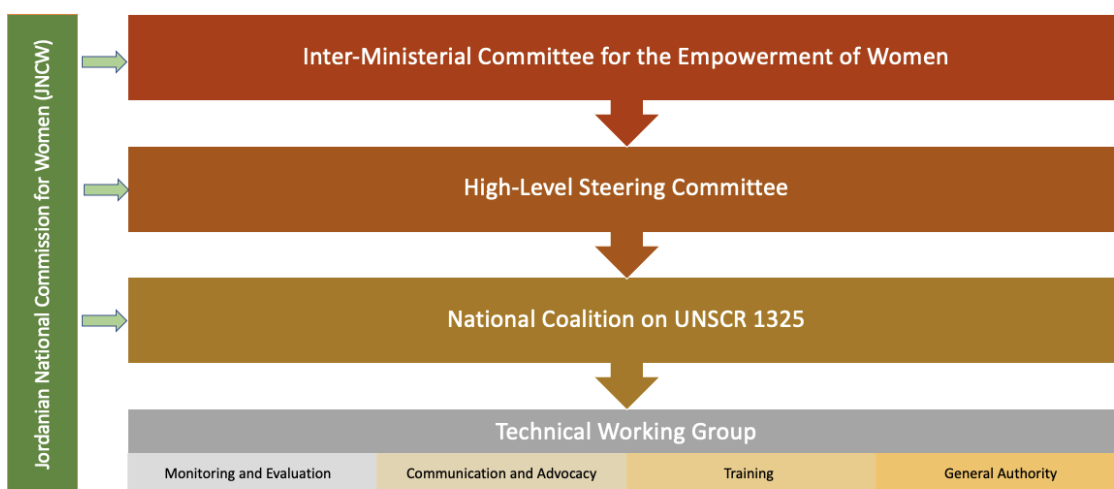 Jordanian National Commission for Women (JNCW)
Inter-Ministerial Committee for the Empowerment of Women
High-Level Steering Committee
National Coalition on UNSCR 1325
Technical Working Group
Monitoring and Evaluation
Communication and Advocacy
Training
General Authority